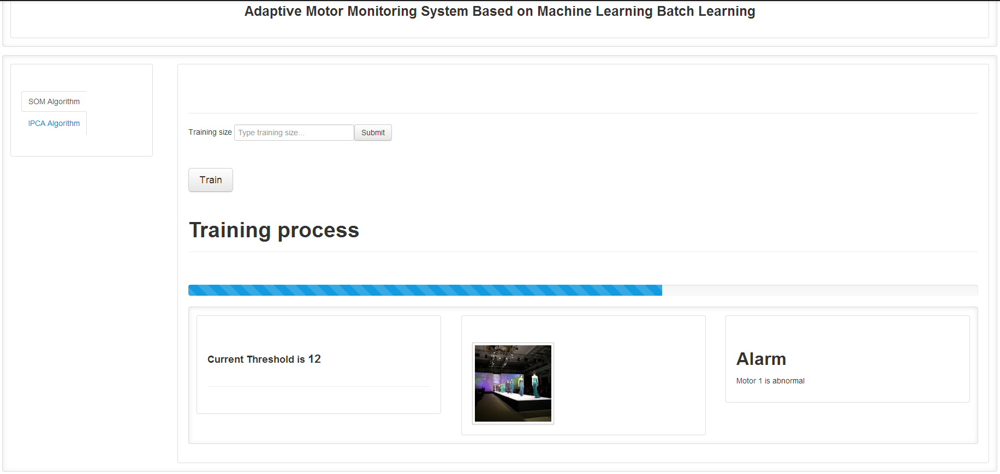 Adaptive Motor Monitoring System Based on Machine Learning Batch Learning
SOM Algorithm
IPCA Algorithm
Training size Type training size... Submit
Train
Training process
Current Threshold is 12
Alarm
Motor 1 is abnormal